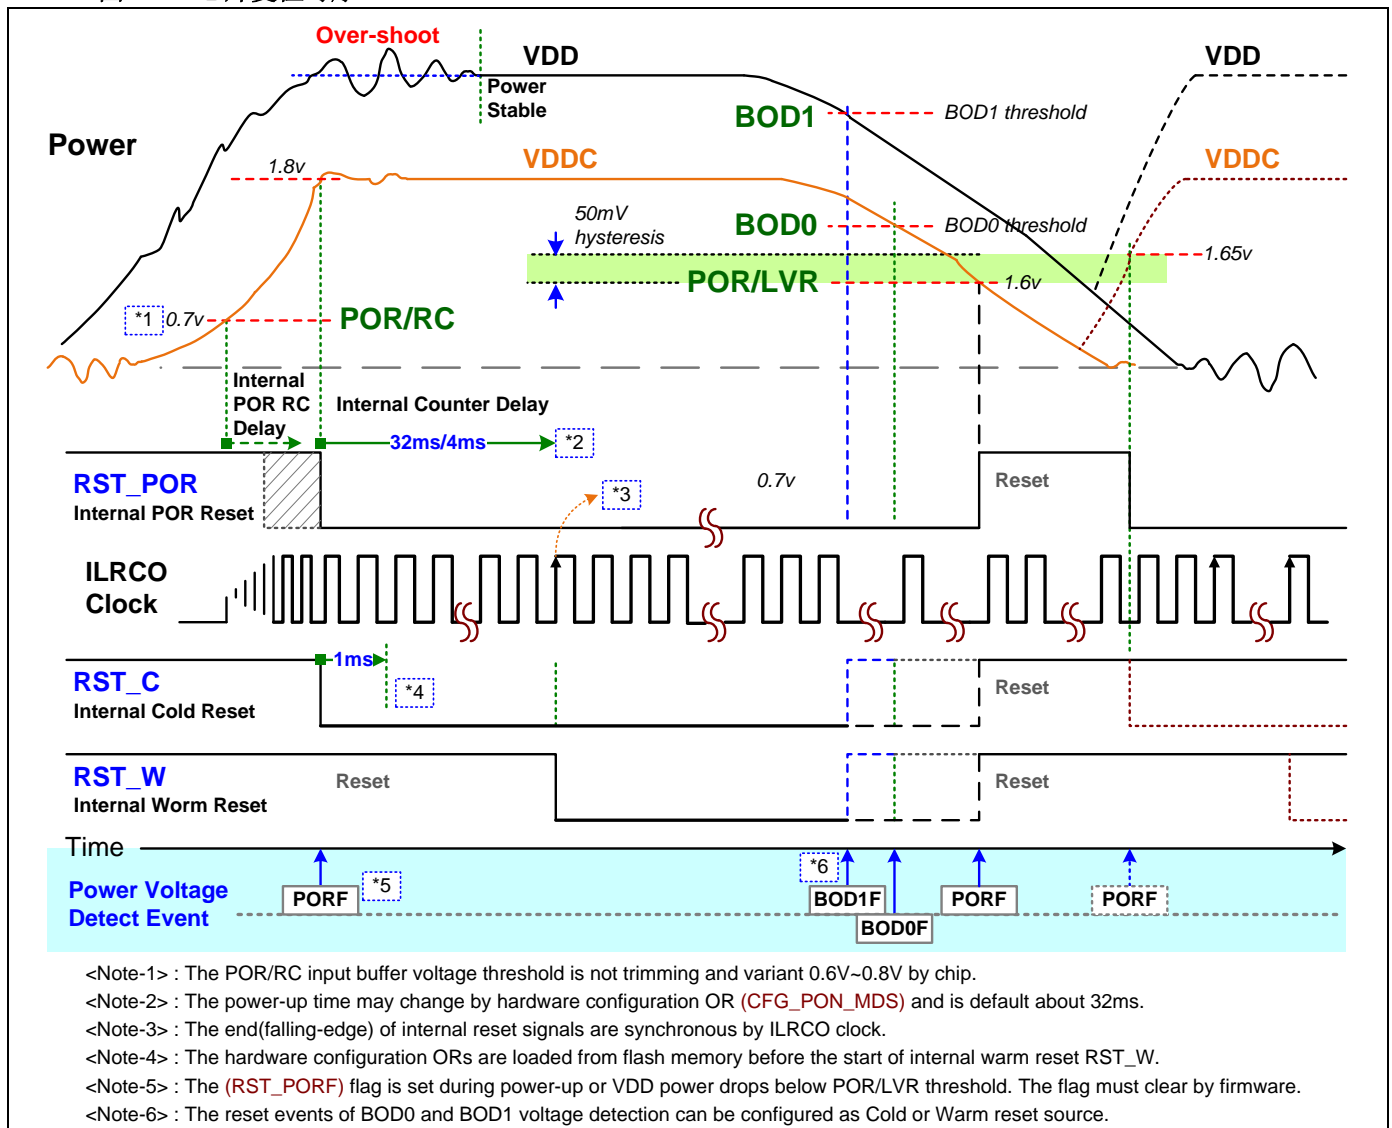 Over-shoot
VDD
VDD
Power
Stable
BOD1
BOD1 threshold
Power
1.8v
VDDC
VDDC
50mV
hysteresis
BOD0
BOD0 threshold
1.65v
POR/LVR
1.6v
*1
0.7v
POR/RC
Internal
POR RC
Delay
Internal Counter Delay
32ms/4ms
*2
RST_POR
Internal POR Reset
*3
0.7v
Reset
ILRCO
Clock
1ms
RST_C
Internal Cold Reset
*4
Reset
RST_W
Internal Worm Reset
Reset
Reset
Time
Power Voltage
Detect Event
PORF
*5
*6
BOD1F
BOD0F
PORF
PORF
<Note-1> : The POR/RC input buffer voltage threshold is not trimming and variant 0.6V~0.8V by chip.
<Note-2> : The power-up time may change by hardware configuration OR (CFG_PON_MDS) and is default about 32ms.
<Note-3> : The end(falling-edge) of internal reset signals are synchronous by ILRCO clock.
<Note-4> : The hardware configuration ORs are loaded from flash memory before the start of internal warm reset RST_W.
<Note-5> : The (RST_PORF) flag is set during power-up or VDD power drops below POR/LVR threshold. The flag must clear by firmware.
<Note-6> : The reset events of BOD0 and BOD1 voltage detection can be configured as Cold or Warm reset source.